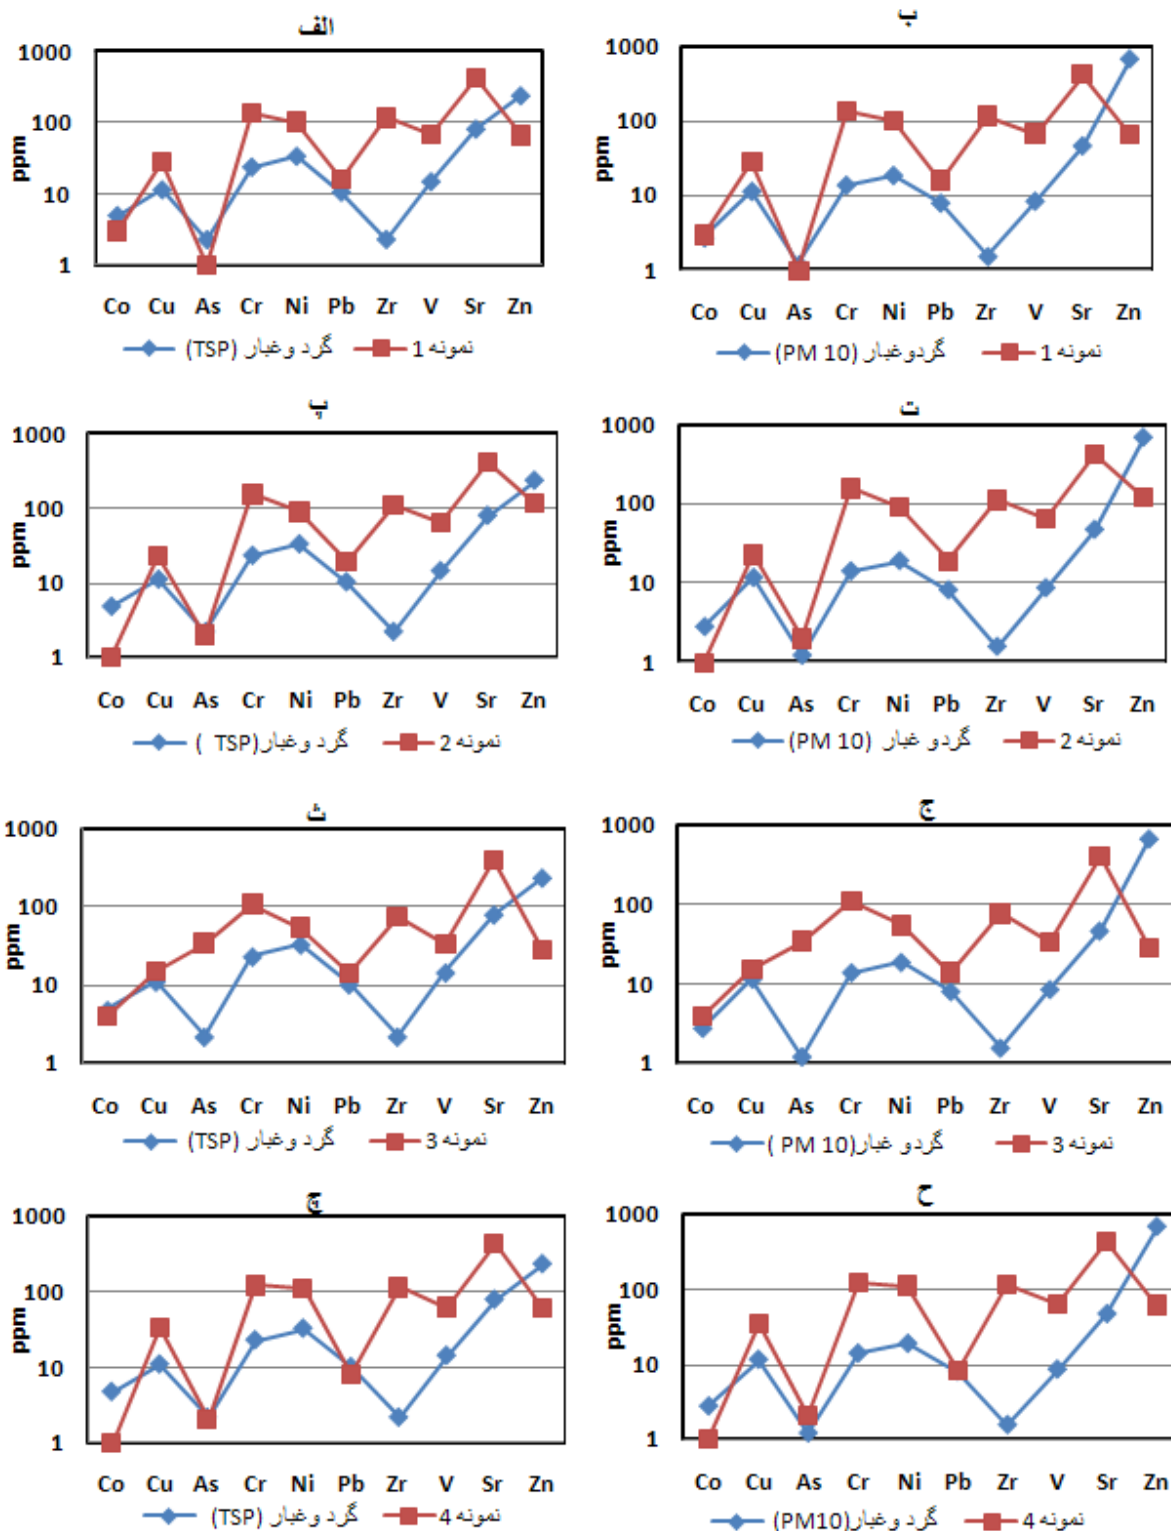 الف
1000
100
10
1
ppm
Co Cu As Cr Ni Pb Zr V Sr Zn
گرد وغبار (TSP) نمونه 1
ب
1000
100
10
1
ppm
Co Cu As Cr Ni Pb Zr V Sr Zn
گردوغبار (PM 10) نمونه 1
پ
1000
100
10
1
ppm
Co Cu As Cr Ni Pb Zr V Sr Zn
گرد وغبار(TSP ) نمونه 2
ت
1000
100
10
1
ppm
Co Cu As Cr Ni Pb Zr V Sr Zn
گردو غبار (PM 10) نمونه 2
ث
1000
100
10
1
ppm
Co Cu As Cr Ni Pb Zr V Sr Zn
گرد وغبار (TSP) نمونه 3
ج
1000
100
10
1
ppm
Co Cu As Cr Ni Pb Zr V Sr Zn
گردو غبار(PM 10 ) نمونه 3
چ
1000
100
10
1
ppm
Co Cu As Cr Ni Pb Zr V Sr Zn
گرد وغبار (TSP) نمونه 4
ح
1000
100
10
1
ppm
Co Cu As Cr Ni Pb Zr V Sr Zn
گرد وغبار(PM10) نمونه 4